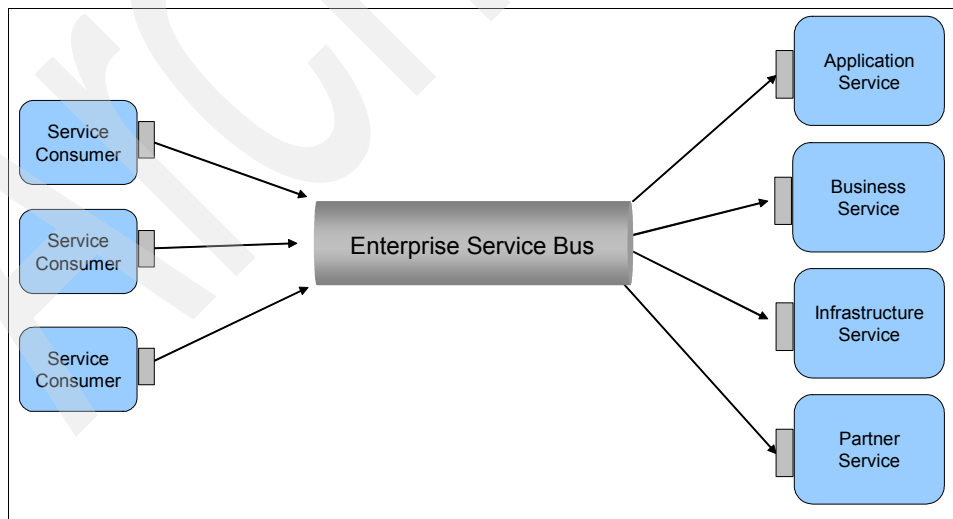 Service
Consumer
Service
Consumer
Service
Consumer
Enterprise Service Bus
Application
Service
Business
Service
Infrastructure
Service
Partner
Service